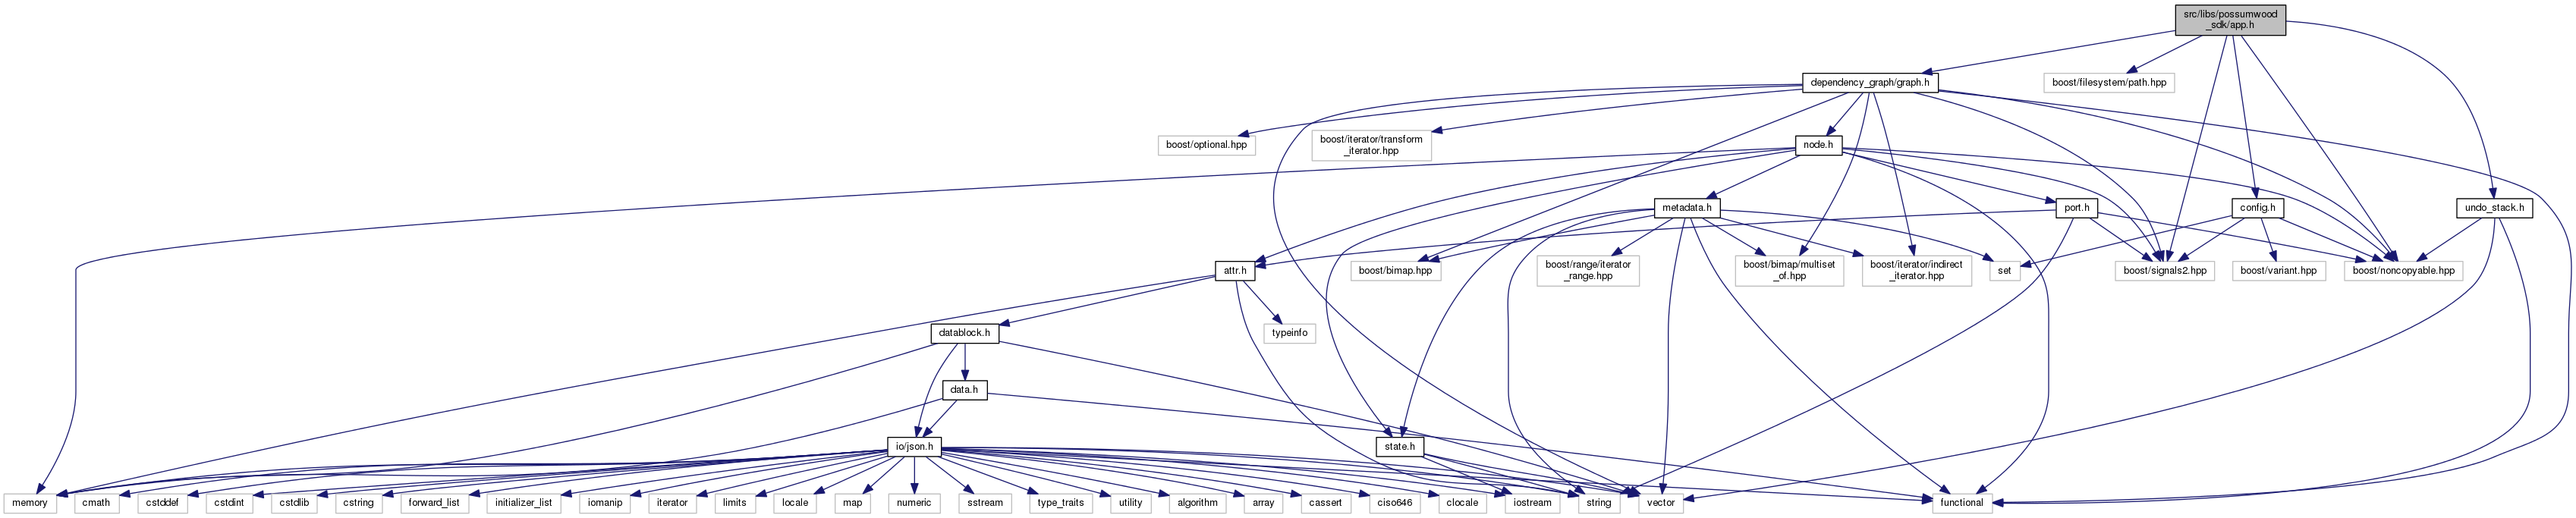 src/libs/possumwood
_sdk/app.h
dependency_graph/graph.h
boost/filesystem/path.hpp
boost/optional.hpp
boost/iterator/transform
_iterator.hpp
node.h
metadata.h
port.h
config.h
undo_stack.h
attr.h
boost/bimap.hpp
boost/range/iterator
_range.hpp
boost/bimap/multiset
_of.hpp
boost/iterator/indirect
_iterator.hpp
set
boost/signals2.hpp
boost/variant.hpp
boost/noncopyable.hpp
datablock.h
typeinfo
data.h
io/json.h
state.h
memory
cmath
cstddef
cstdint
cstdlib
cstring
forward_list
initializer_list
iomanip
iterator
limits
locale
map
numeric
sstream
type_traits
utility
algorithm
array
cassert
ciso646
clocale
iostream
string
vector
functional